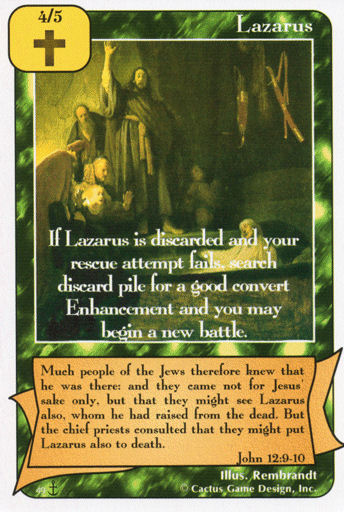 4/5
Lazarus
If Lazarus is discarded and your
rescue attempt fails, search
discard pile for a good convert
Enhancement and you may
begin a new battle.
Much people of the Jews therefore knew that
he was there: and they came not for Jesus'
sake only, but that they might see Lazarus
also, whom he had raised from the dead. But
the chief priests consulted that they might put
Lazarus also to death.
John 12:9-10
Illus. Rembrandt
© Cactus Game Design, Inc.